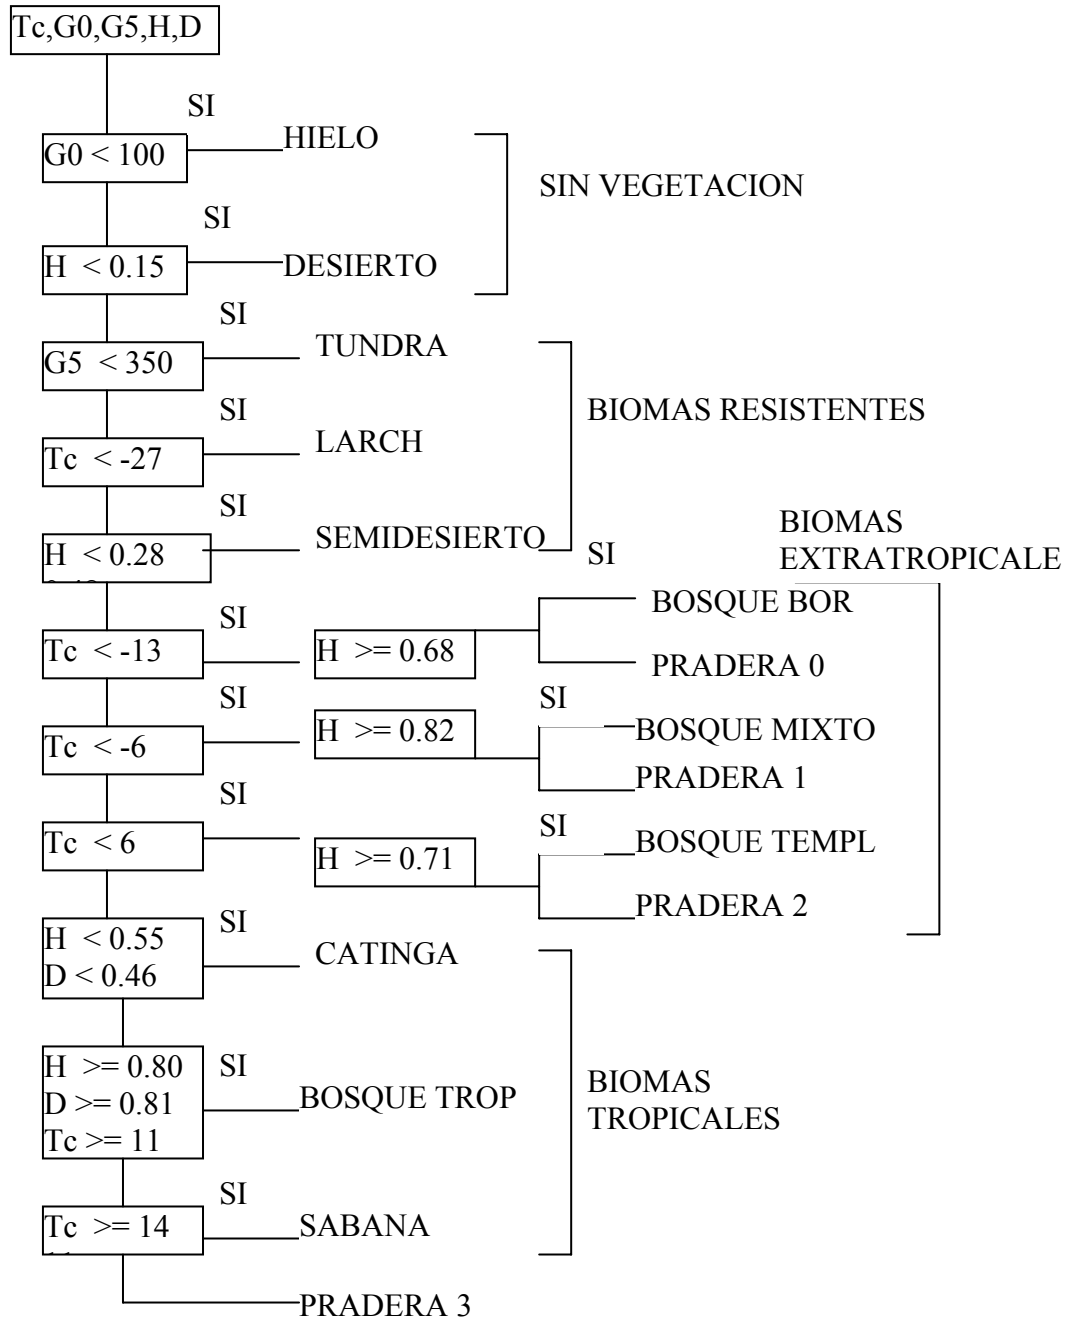 Tc,G0,G5,H,D
SI
G0 < 100
HIELO
SIN VEGETACION
SI
H < 0.15
DESIERTO
SI
G5 < 350
TUNDRA
BIOMAS RESISTENTES
SI
Tc < -27
LARCH
SI
H < 0.28
SEMIDESIERTO
SI
BIOMAS
EXTRATROPICALE
SI
Tc < -13
H >= 0.68
BOSQUE BOR
PRADERA 0
SI
Tc < -6
H >= 0.82
SI
BOSQUE MIXTO
PRADERA 1
SI
Tc < 6
H >= 0.71
SI
BOSQUE TEMPL
PRADERA 2
H < 0.55
D < 0.46
SI
CATINGA
H >= 0.80
D >= 0.81
Tc >= 11
SI
BOSQUE TROP
BIOMAS
TROPICALES
SI
Tc >= 14
SABANA
PRADERA 3